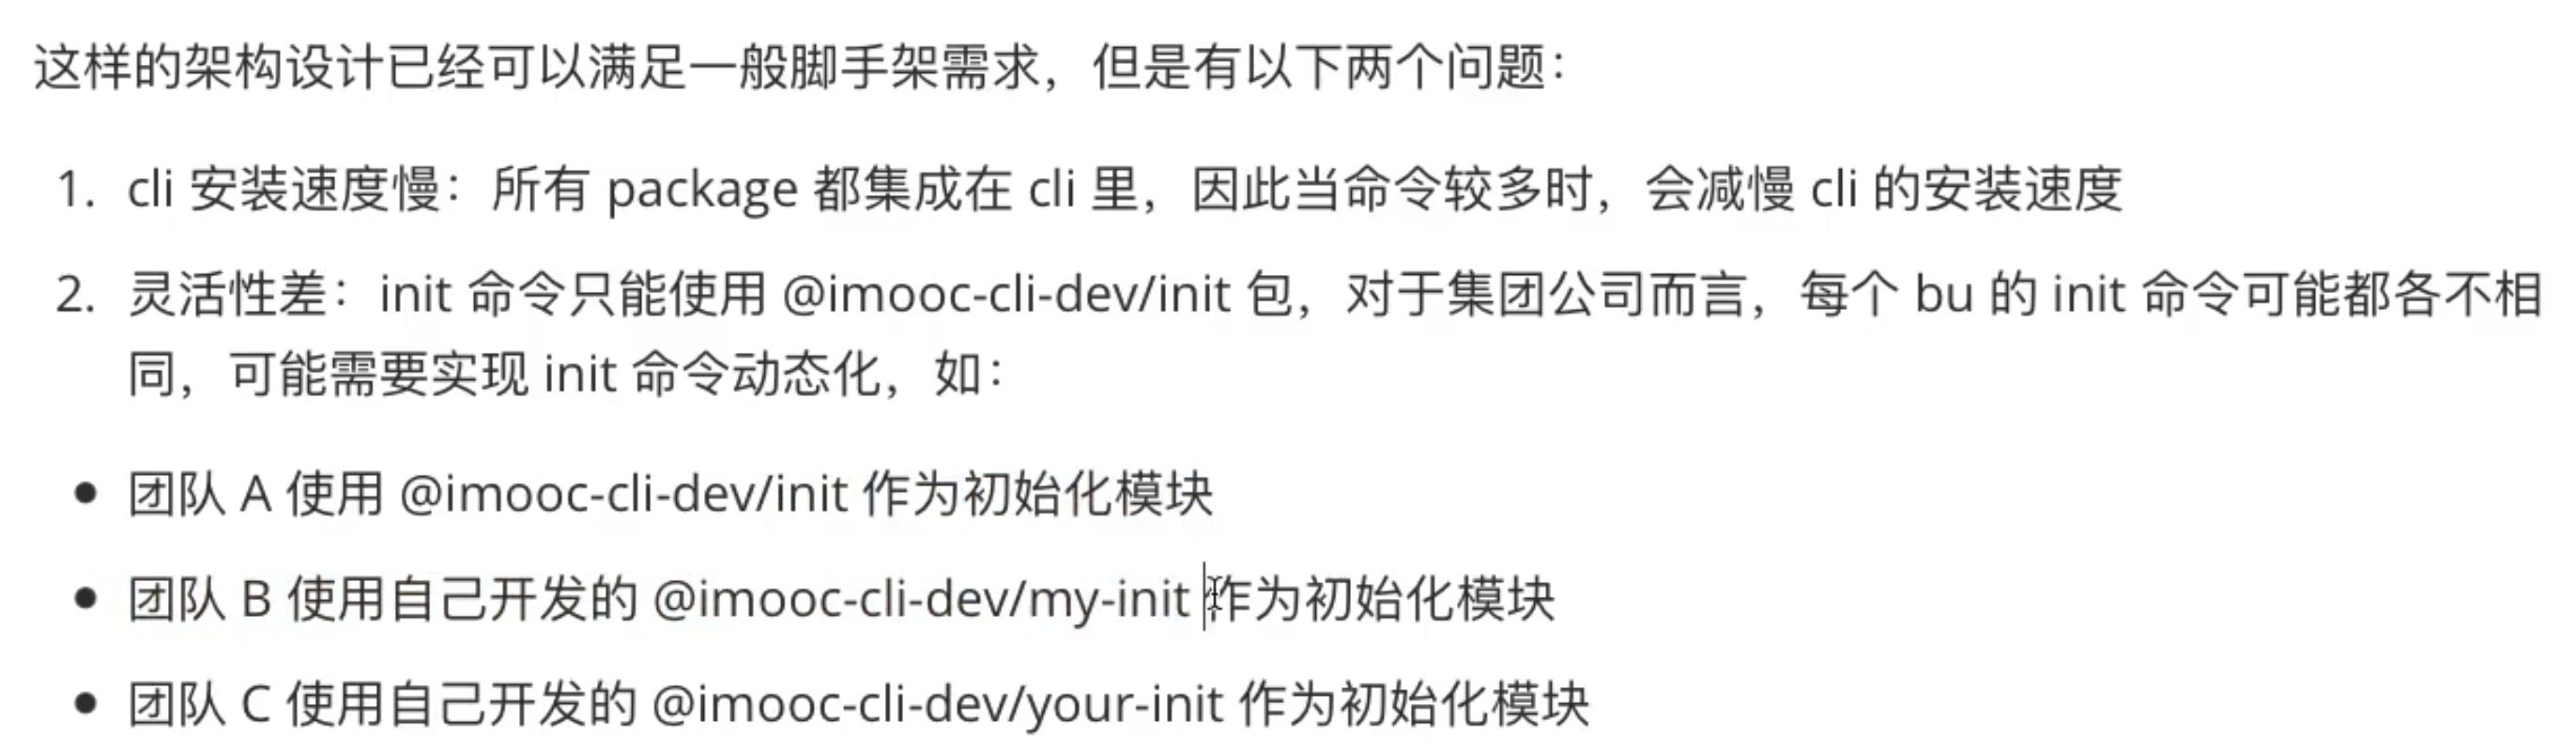 这样的架构设计已经可以满足一般脚手架需求，但是有以下两个问题：
1. cli 安装速度慢：所有 package 都集成在 cli 里，因此当命令较多时，会减慢 cli 的安装速度
2. 灵活性差：init 命令只能使用 @imooc-cli-dev/init 包，对于集团公司而言，每个 bu 的 init 命令可能都各不相
同，可能需要实现 init 命令动态化，如：
• 团队 A 使用 @imooc-cli-dev/init 作为初始化模块
• 团队 B 使用自己开发的 @imooc-cli-dev/my-init 作为初始化模块
• 团队 C 使用自己开发的 @imooc-cli-dev/your-init 作为初始化模块